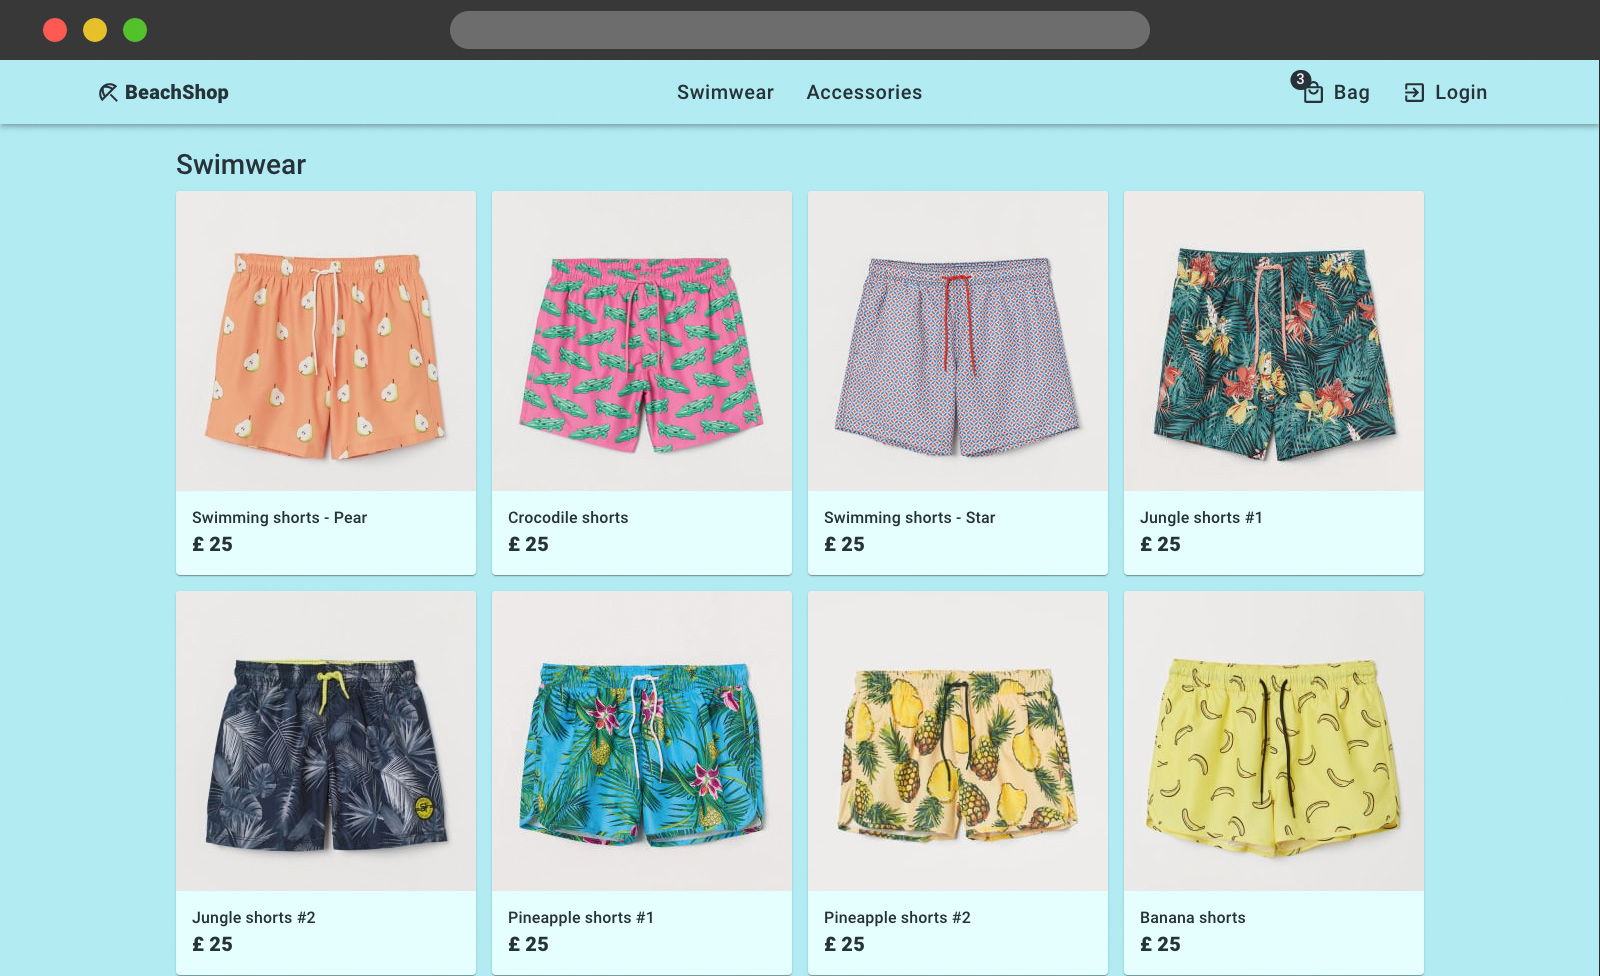 BeachShop
Swimwear
Accessories
3
Bag
Login
Swimwear
Swimming shorts - Pear
£ 25
Crocodile shorts
£ 25
Swimming shorts - Star
£ 25
Jungle shorts #1
£ 25
Jungle shorts #2
£ 25
Pineapple shorts #1
£ 25
Pineapple shorts #2
£ 25
Banana shorts
£ 25